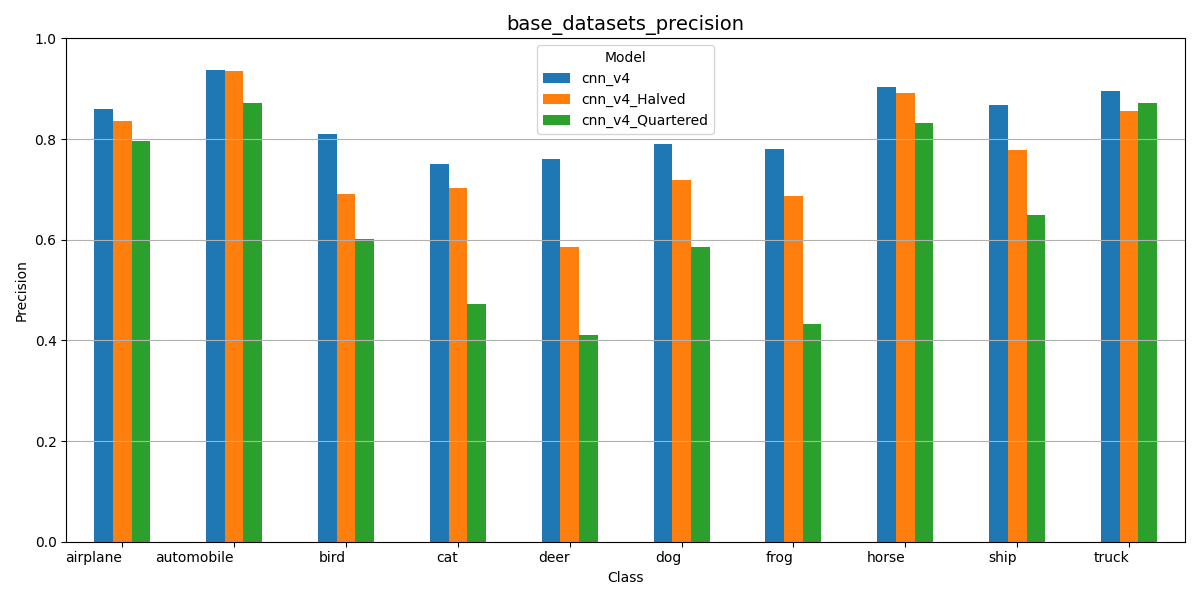 base_datasets_precision
Model
cnn_v4
cnn_v4_Halved
cnn_v4_Quartered
Precision
1.0
0.8
0.6
0.4
0.2
0.0
airplane automobile bird cat deer dog frog horse ship truck
Class